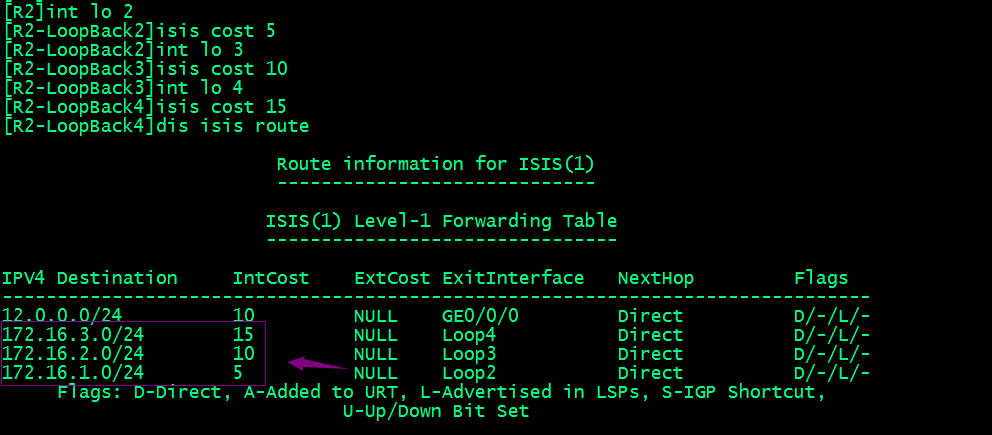 [R2]int lo 2
[R2-LoopBack2]isis cost 5
[R2-LoopBack2]int lo 3
[R2-LoopBack3]isis cost 10
[R2-LoopBack3]int lo 4
[R2-LoopBack4]isis cost 15
[R2-LoopBack4]dis isis route
Route information for ISIS(1)
-----------------------------
ISIS(1) Level-1 Forwarding Table
--------------------------------
IPV4 Destination     IntCost    ExtCost ExitInterface   NextHop         Flags
-------------------------------------------------------------------------------
12.0.0.0/24          10         NULL    GE0/0/0         Direct          D/-/L/-
172.16.3.0/24        15         NULL    Loop4           Direct          D/-/L/-
172.16.2.0/24        10         NULL    Loop3           Direct          D/-/L/-
172.16.1.0/24        5          NULL    Loop2           Direct          D/-/L/-
Flags: D-Direct, A-Added to URT, L-Advertised in LSPs, S-IGP Shortcut,
U-Up/Down Bit Set